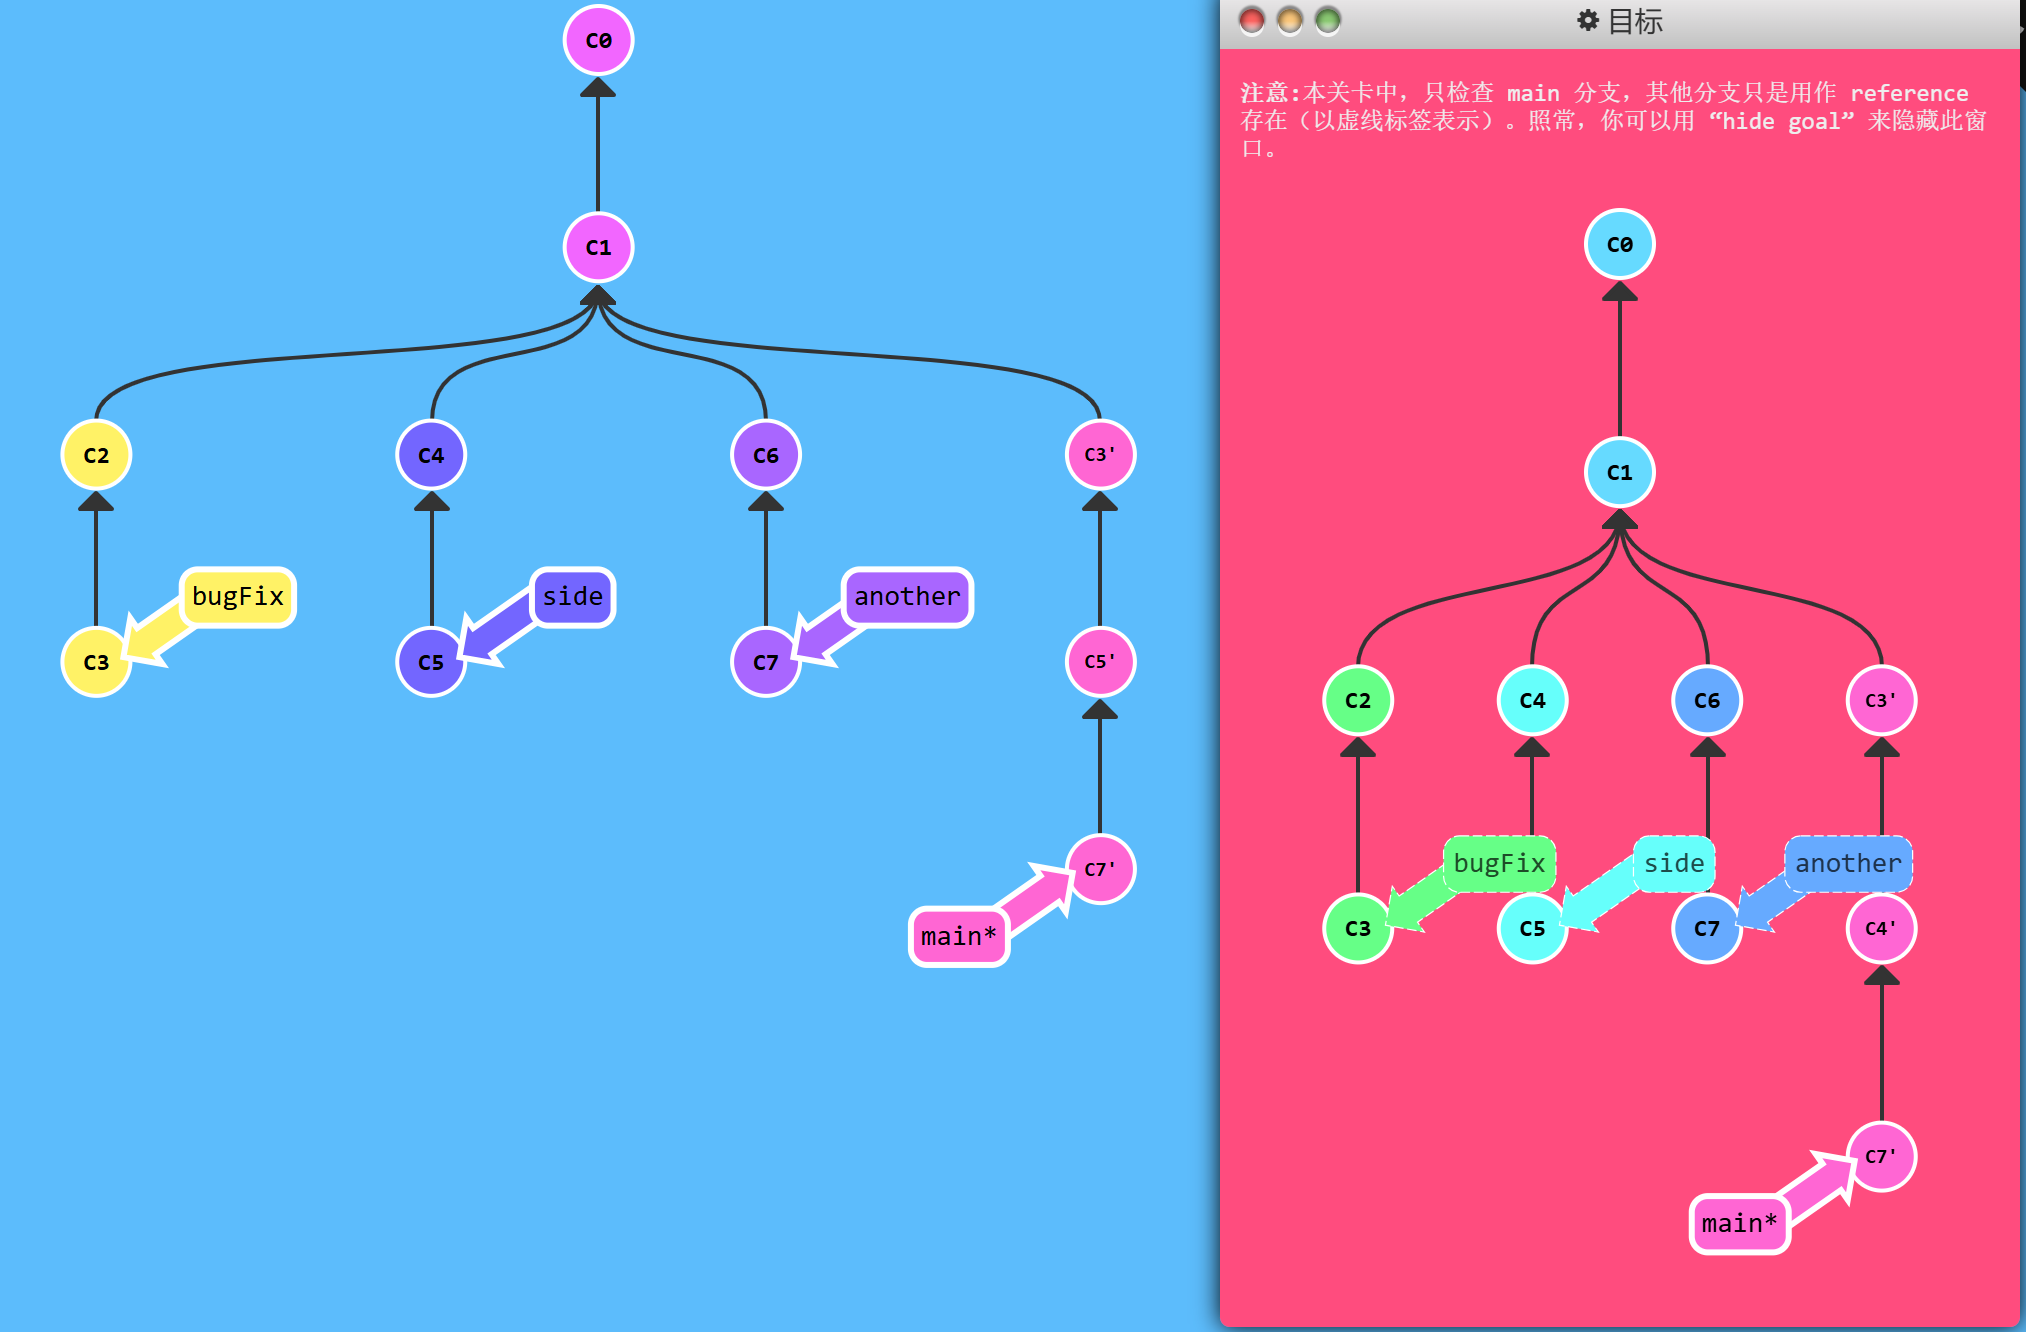 C0
C1
C2
C4
C6
C3'
bugFix
side
another
C3
C5
C7
C5'
C7'
main*
目标
注意:本关卡中，只检查 main 分支，其他分支只是用作 reference
存在（以虚线标签表示）。照常，你可以用 “hide goal” 来隐藏此窗
口。
C0
C1
C2
C4
C6
C3'
bugFix
side
another
C3
C5
C7
C4'
C7'
main*